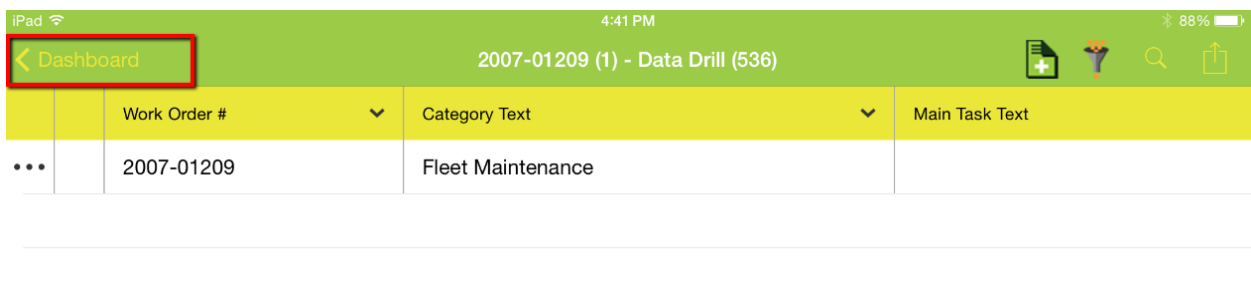 iPad 4:41 PM 88%
Dashboard 2007-01209 (1) - Data Drill (536)
Work Order # Category Text Main Task Text
2007-01209 Fleet Maintenance